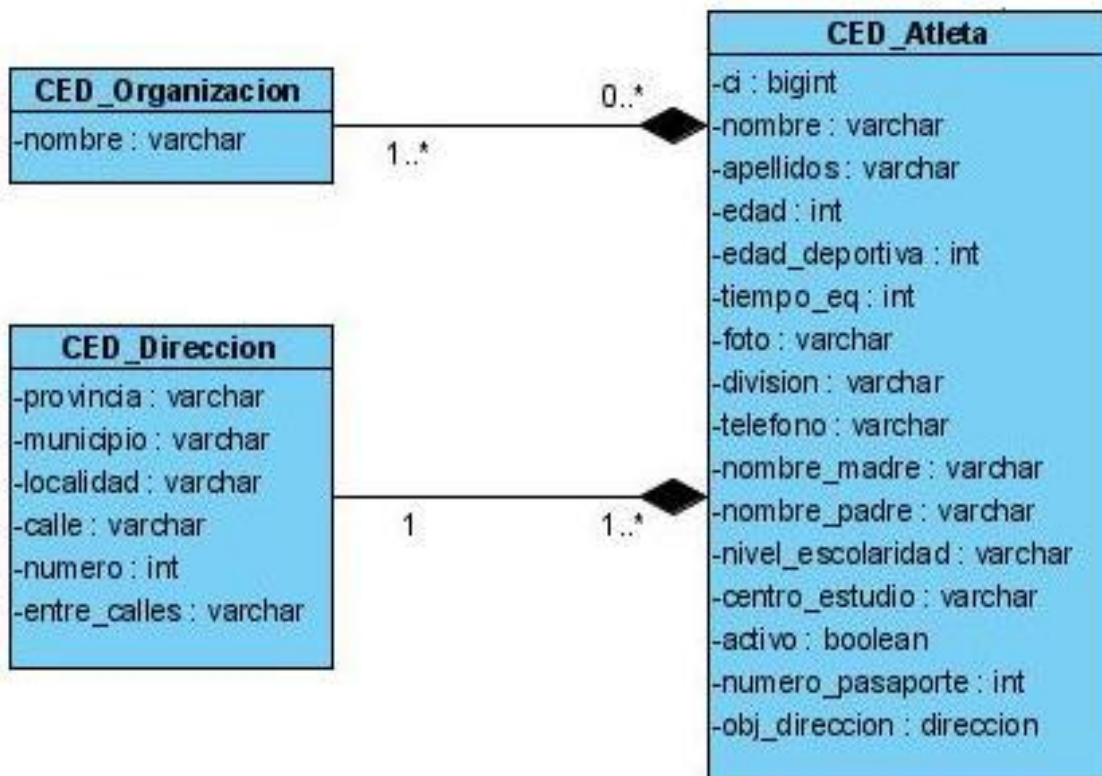 CED_Organizacion
-nombre : varchar
1..*
0..*
CED_Direccion
-provincia : varchar
-municipio : varchar
-localidad : varchar
-calle : varchar
-numero : int
-entre_calles : varchar
1
1..*
CED_Atleta
-ci : bigint
-nombre : varchar
-apellidos : varchar
-edad : int
-edad_deportiva : int
-tiempo_eq : int
-foto : varchar
-division : varchar
-telefono : varchar
-nombre_madre : varchar
-nombre_padre : varchar
-nivel_escolaridad : varchar
-centro_estudio : varchar
-activo : boolean
-numero_pasaporte : int
-obj_direccion : direccion